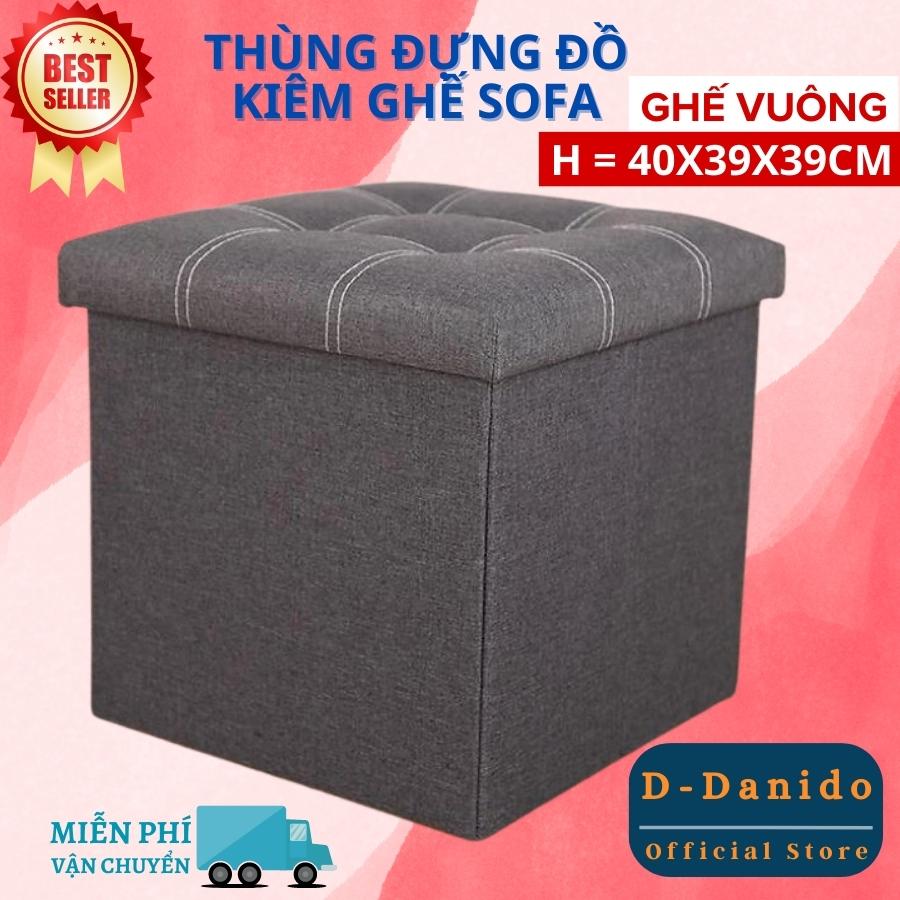 BEST
SELLER
THÙNG ĐỰNG ĐỒ
KIÊM GHẾ SOFA
GHẾ VUÔNG
H = 40X39X39CM
MIỄN PHÍ
VẬN CHUYỂN
D-Danido
Official Store